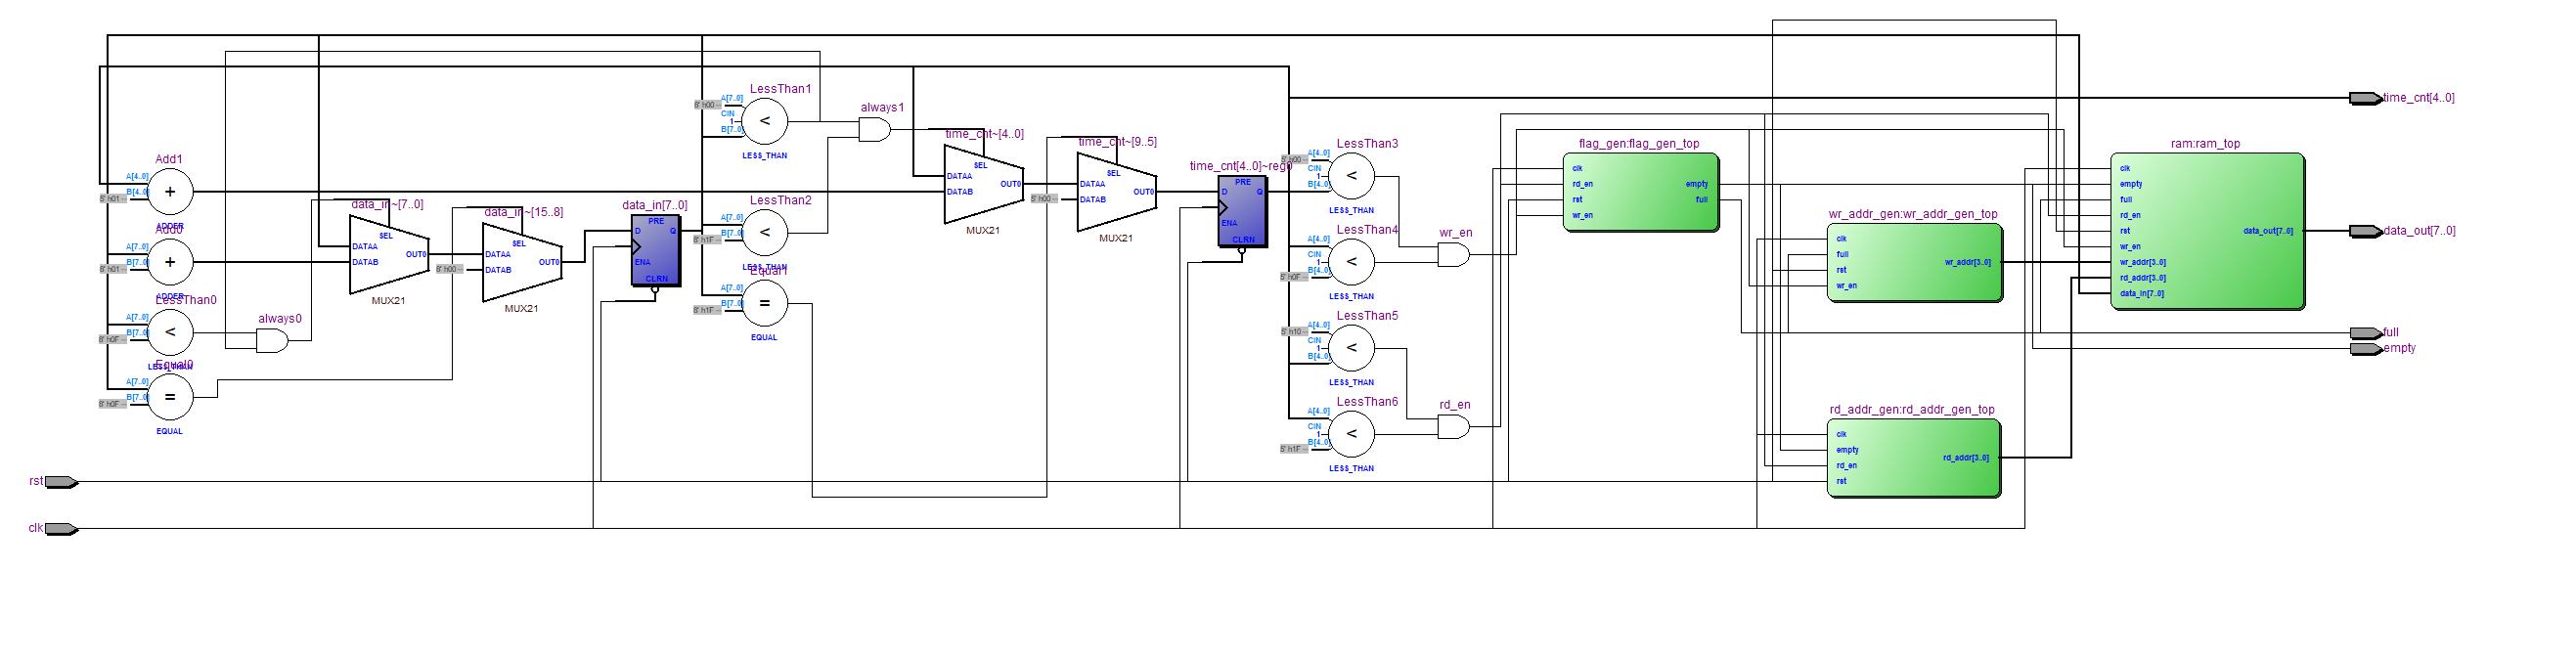 time_cnt[4..0]
LessThan1
A[7..0]
8' h00 --
CIN
1
B[7..0]
<
LESS_THAN
always1
time_cnt~[4..0]
SEL
DATAA
DATAB
OUT0
MUX21
time_cnt~[9..5]
SEL
DATAA
DATAB
OUT0
5' h00 --
MUX21
time_cnt[4..0]~reg0
PRE
D
Q
ENA
CLRN
LessThan3
A[4..0]
5' h00 --
CIN
1
B[4..0]
<
LESS_THAN
flag_gen:flag_gen_top
clk
rd_en
rst
wr_en
empty
full
ram:ram_top
clk
empty
full
rd_en
rst
wr_en
wr_addr[3..0]
rd_addr[3..0]
data_in[7..0]
data_out[7..0]
data_out[7..0]
Add1
A[4..0]
B[4..0]
5' h01 --
+
ADDER
data_in~[7..0]
SEL
DATAA
DATAB
OUT0
MUX21
data_in~[15..8]
SEL
DATAA
DATAB
OUT0
8' h00 --
MUX21
data_in[7..0]
PRE
D
Q
ENA
CLRN
LessThan2
A[7..0]
B[7..0]
8' h1F --
<
LESS_THAN
LessThan4
A[4..0]
CIN
1
B[4..0]
5' h0F --
<
LESS_THAN
wr_en
wr_addr_gen:wr_addr_gen_top
clk
full
rst
wr_en
wr_addr[3..0]
Add0
A[7..0]
B[7..0]
8' h01 --
+
ADDER
Equal1
A[7..0]
B[7..0]
8' h1F --
=
EQUAL
LessThan0
A[7..0]
B[7..0]
8' h0F --
<
LESS_THAN
always0
LessThan5
A[4..0]
5' h10 --
CIN
1
B[4..0]
<
LESS_THAN
full
empty
Equal0
A[7..0]
B[7..0]
8' h0F --
=
EQUAL
LessThan6
A[4..0]
CIN
1
B[4..0]
5' h1F --
<
LESS_THAN
rd_en
rd_addr_gen:rd_addr_gen_top
clk
empty
rd_en
rst
rd_addr[3..0]
rst
clk